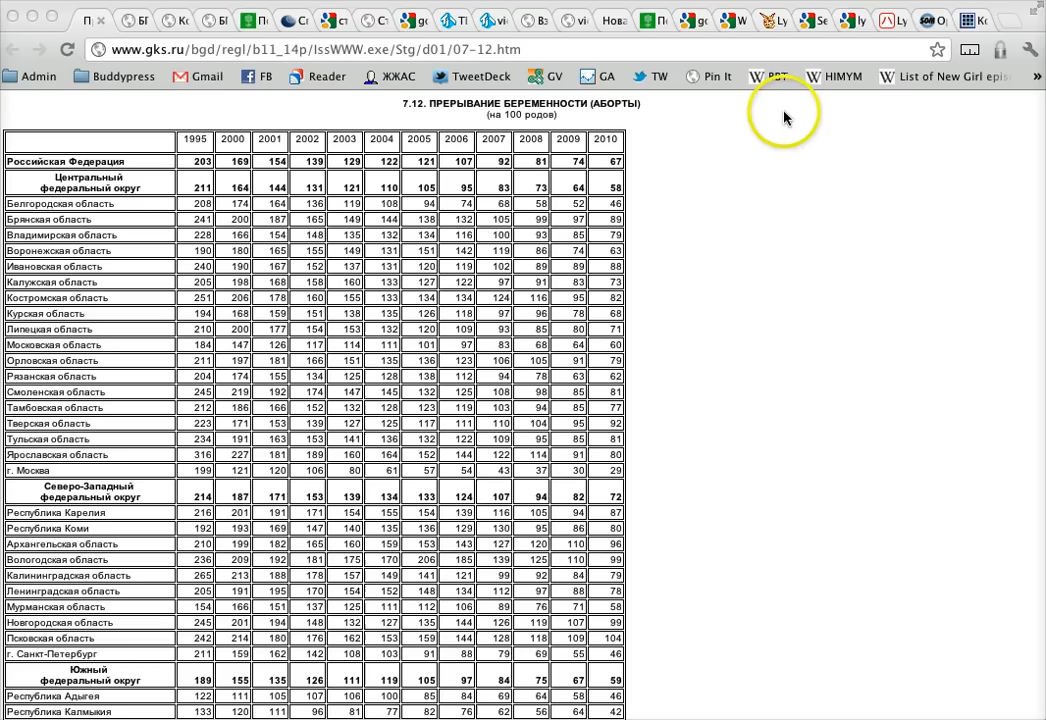 П БГ Ко БГ П С ст Ст go Ti vi Вз vi Нова П go W Ly Se ly Ly Op Ко
www.gks.ru/bgd/regl/b11_14p/IssWWW.exe/Stg/d01/07-12.htm
Admin Buddypress Gmail FB Reader ЖЖАС TweetDeck GV GA TW Pin It BBT HIMYM List of New Girl epis »
7.12. ПРЕРЫВАНИЕ БЕРЕМЕННОСТИ (АБОРТЫ)
(на 100 родов)
1995 2000 2001 2002 2003 2004 2005 2006 2007 2008 2009 2010
Российская Федерация 203 169 154 139 129 122 121 107 92 81 74 67
Центральный
федеральный округ 211 164 144 131 121 110 105 95 83 73 64 58
Белгородская область 208 174 164 136 119 108 94 74 68 58 52 46
Брянская область 241 200 187 165 149 144 138 132 105 99 97 89
Владимирская область 228 166 154 148 135 132 134 116 100 93 85 79
Воронежская область 190 180 165 155 149 131 151 142 119 86 74 63
Ивановская область 240 190 167 152 137 131 120 119 102 89 89 88
Калужская область 205 198 168 158 160 133 127 122 97 91 83 73
Костромская область 251 206 178 160 155 133 134 134 124 116 95 82
Курская область 194 168 159 151 138 135 126 118 97 96 78 68
Липецкая область 210 200 177 154 153 132 120 109 93 85 80 71
Московская область 184 147 126 117 114 111 101 97 83 68 64 60
Орловская область 211 197 181 166 151 135 136 123 106 105 91 79
Рязанская область 204 174 155 134 125 128 138 112 94 78 63 62
Смоленская область 245 219 192 174 147 145 132 125 108 98 85 81
Тамбовская область 212 186 166 152 132 128 123 119 103 94 85 77
Тверская область 223 171 153 139 127 125 117 111 110 104 95 92
Тульская область 234 191 163 153 141 136 132 122 109 95 85 81
Ярославская область 316 227 181 189 160 164 152 144 122 114 91 80
г. Москва 199 121 120 106 80 61 57 54 43 37 30 29
Северо-Западный
федеральный округ 214 187 171 153 139 134 133 124 107 94 82 72
Республика Карелия 216 201 191 171 154 155 154 139 116 105 94 87
Республика Коми 192 193 169 147 140 135 136 129 130 95 86 80
Архангельская область 210 199 182 165 160 159 153 143 127 120 110 96
Вологодская область 236 209 192 181 175 170 206 185 139 125 110 99
Калининградская область 265 213 188 178 157 149 141 121 99 92 84 79
Ленинградская область 205 191 195 170 154 152 148 134 112 97 88 78
Мурманская область 154 166 151 137 125 111 112 106 89 76 71 58
Новгородская область 245 201 194 148 132 127 135 144 126 119 107 99
Псковская область 242 214 180 176 162 153 159 144 128 118 109 104
г. Санкт-Петербург 211 159 162 142 108 103 91 88 79 69 55 46
Южный
федеральный округ 189 155 135 126 111 119 105 97 84 75 67 59
Республика Адыгея 122 111 105 107 106 100 85 84 69 64 58 46
Республика Калмыкия 133 120 111 96 81 77 82 76 62 56 64 42